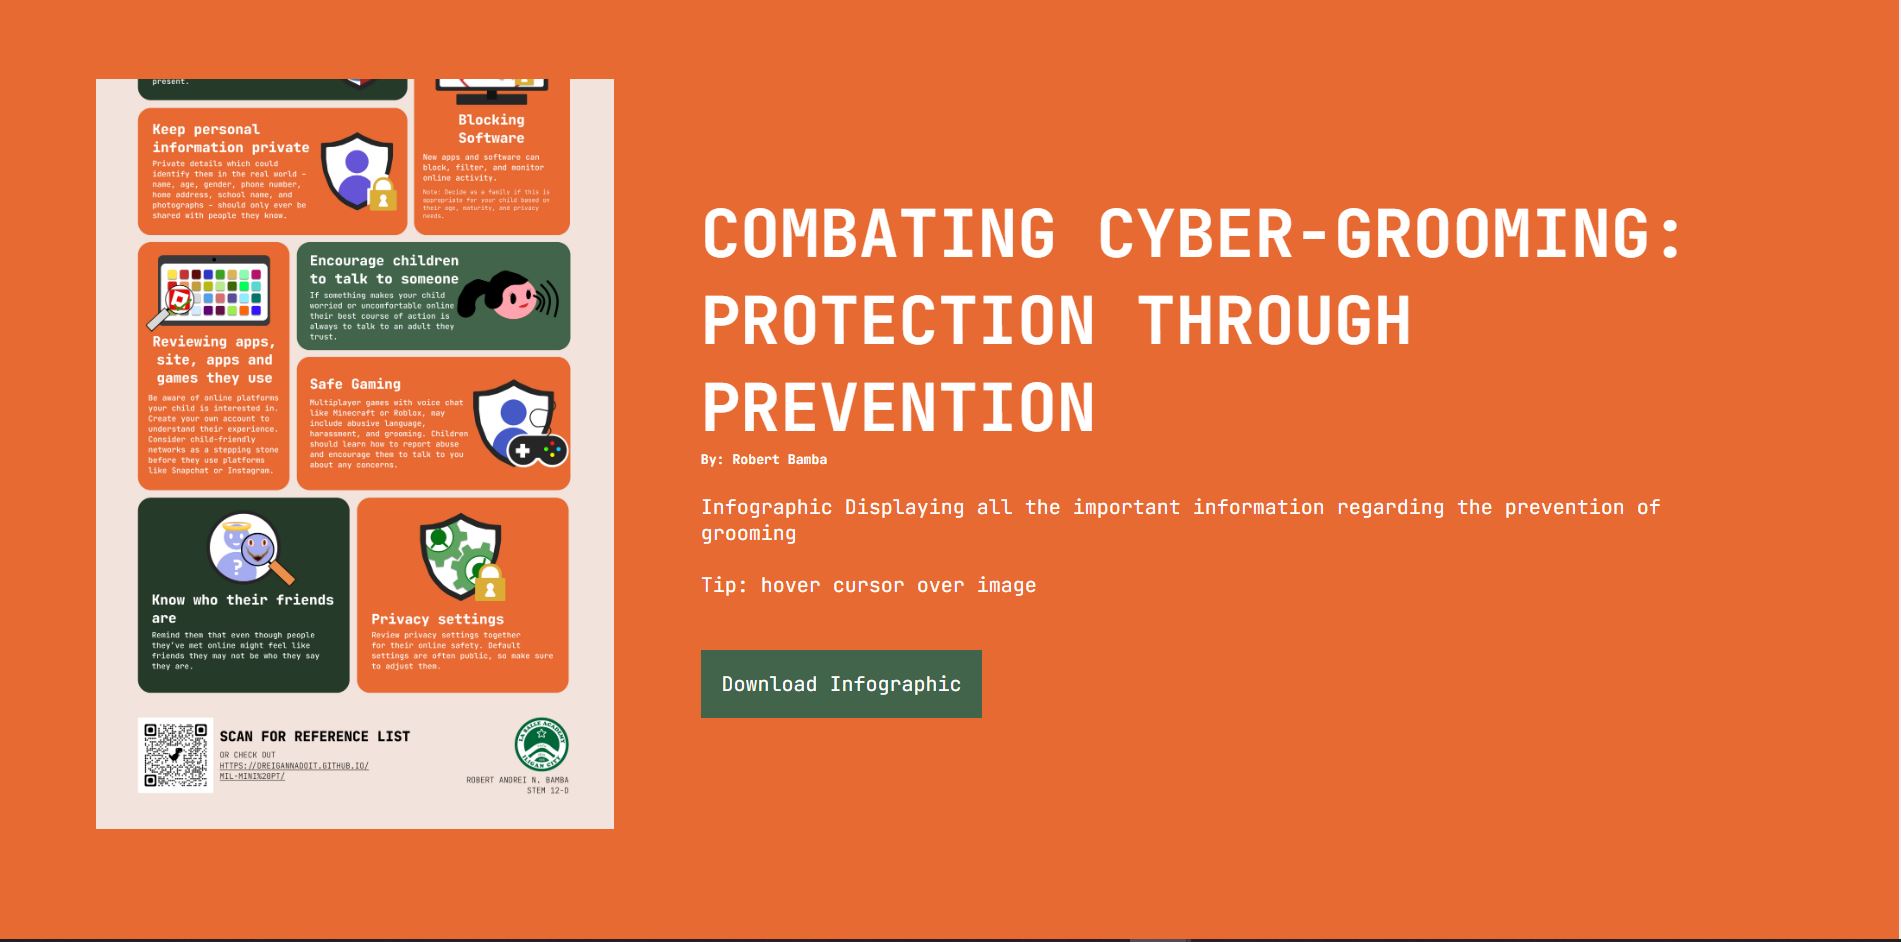 present.
Keep personal
information private
Private details which could
identify them in the real world -
name, age, gender, phone number,
home address, school name, and
photographs - should only ever be
shared with people they know.
Blocking
Software
New apps and software can
block, filter, and monitor
online activity.
Note: Decide as a family if this is
appropriate for your child based on
their age, maturity, and privacy
needs.
Reviewing apps,
site, apps and
games they use
Be aware of online platforms
your child is interested in.
Create your own account to
understand their experience.
Consider child-friendly
networks as a stepping stone
before they use platforms
like Snapchat or Instagram.
Encourage children
to talk to someone
If something makes your child
worried or uncomfortable online
their best course of action is
always to talk to an adult they
trust.
Safe Gaming
Multiplayer games with voice chat
like Minecraft or Roblox, may
include abusive language,
harassment, and grooming. Children
should learn how to report abuse
and encourage them to talk to you
about any concerns.
?
Know who their friends
are
Remind them that even though people
they've met online might feel like
friends they may not be who they say
they are.
Privacy settings
Review privacy settings together
for their online safety. Default
settings are often public, so make sure
to adjust them.
SCAN FOR REFERENCE LIST
OR CHECK OUT
HTTPS://OREIGANNADOIT.GITHUB.IO/
MIL-MINI%20PT/
LA SALLE ACADEMY
ILIGAN CITY
ROBERT ANDREI N. BAMBA
STEM 12-D
COMBATING CYBER-GROOMING:
PROTECTION THROUGH
PREVENTION
By: Robert Bamba
Infographic Displaying all the important information regarding the prevention of
grooming
Tip: hover cursor over image
Download Infographic